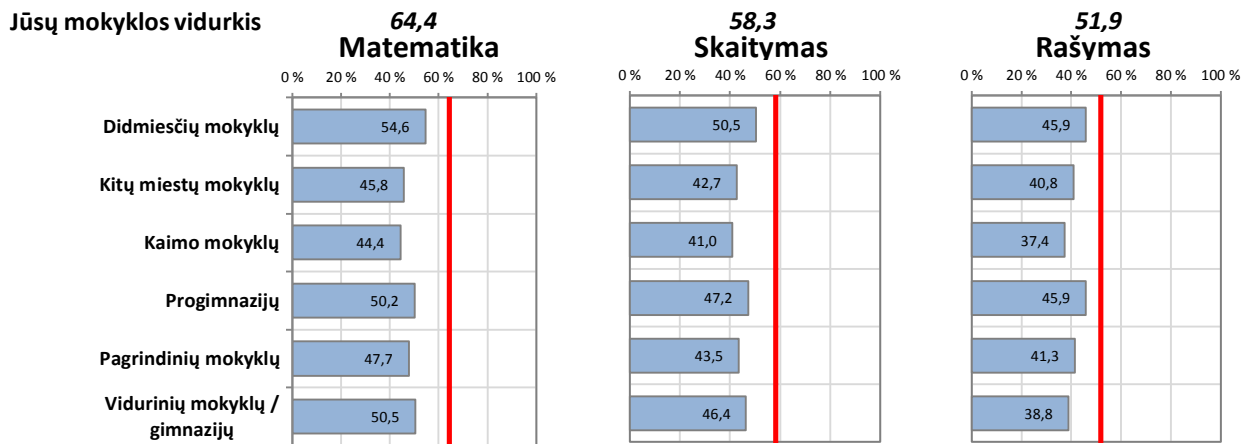 Jūsų mokyklos vidurkis 64,4 58,3 51,9
Matematika Skaitymas Rašymas
0 % 20 % 40 % 60 % 80 % 100 % 0 % 20 % 40 % 60 % 80 % 100 % 0 % 20 % 40 % 60 % 80 % 100 %
Didmiesčių mokyklų 54,6 50,5 45,9
Kitų miestų mokyklų 45,8 42,7 40,8
Kaimo mokyklų 44,4 41,0 37,4
Progimnazijų 50,2 47,2 45,9
Pagrindinių mokyklų 47,7 43,5 41,3
Vidurinių mokyklų /
gimnazijų 50,5 46,4 38,8